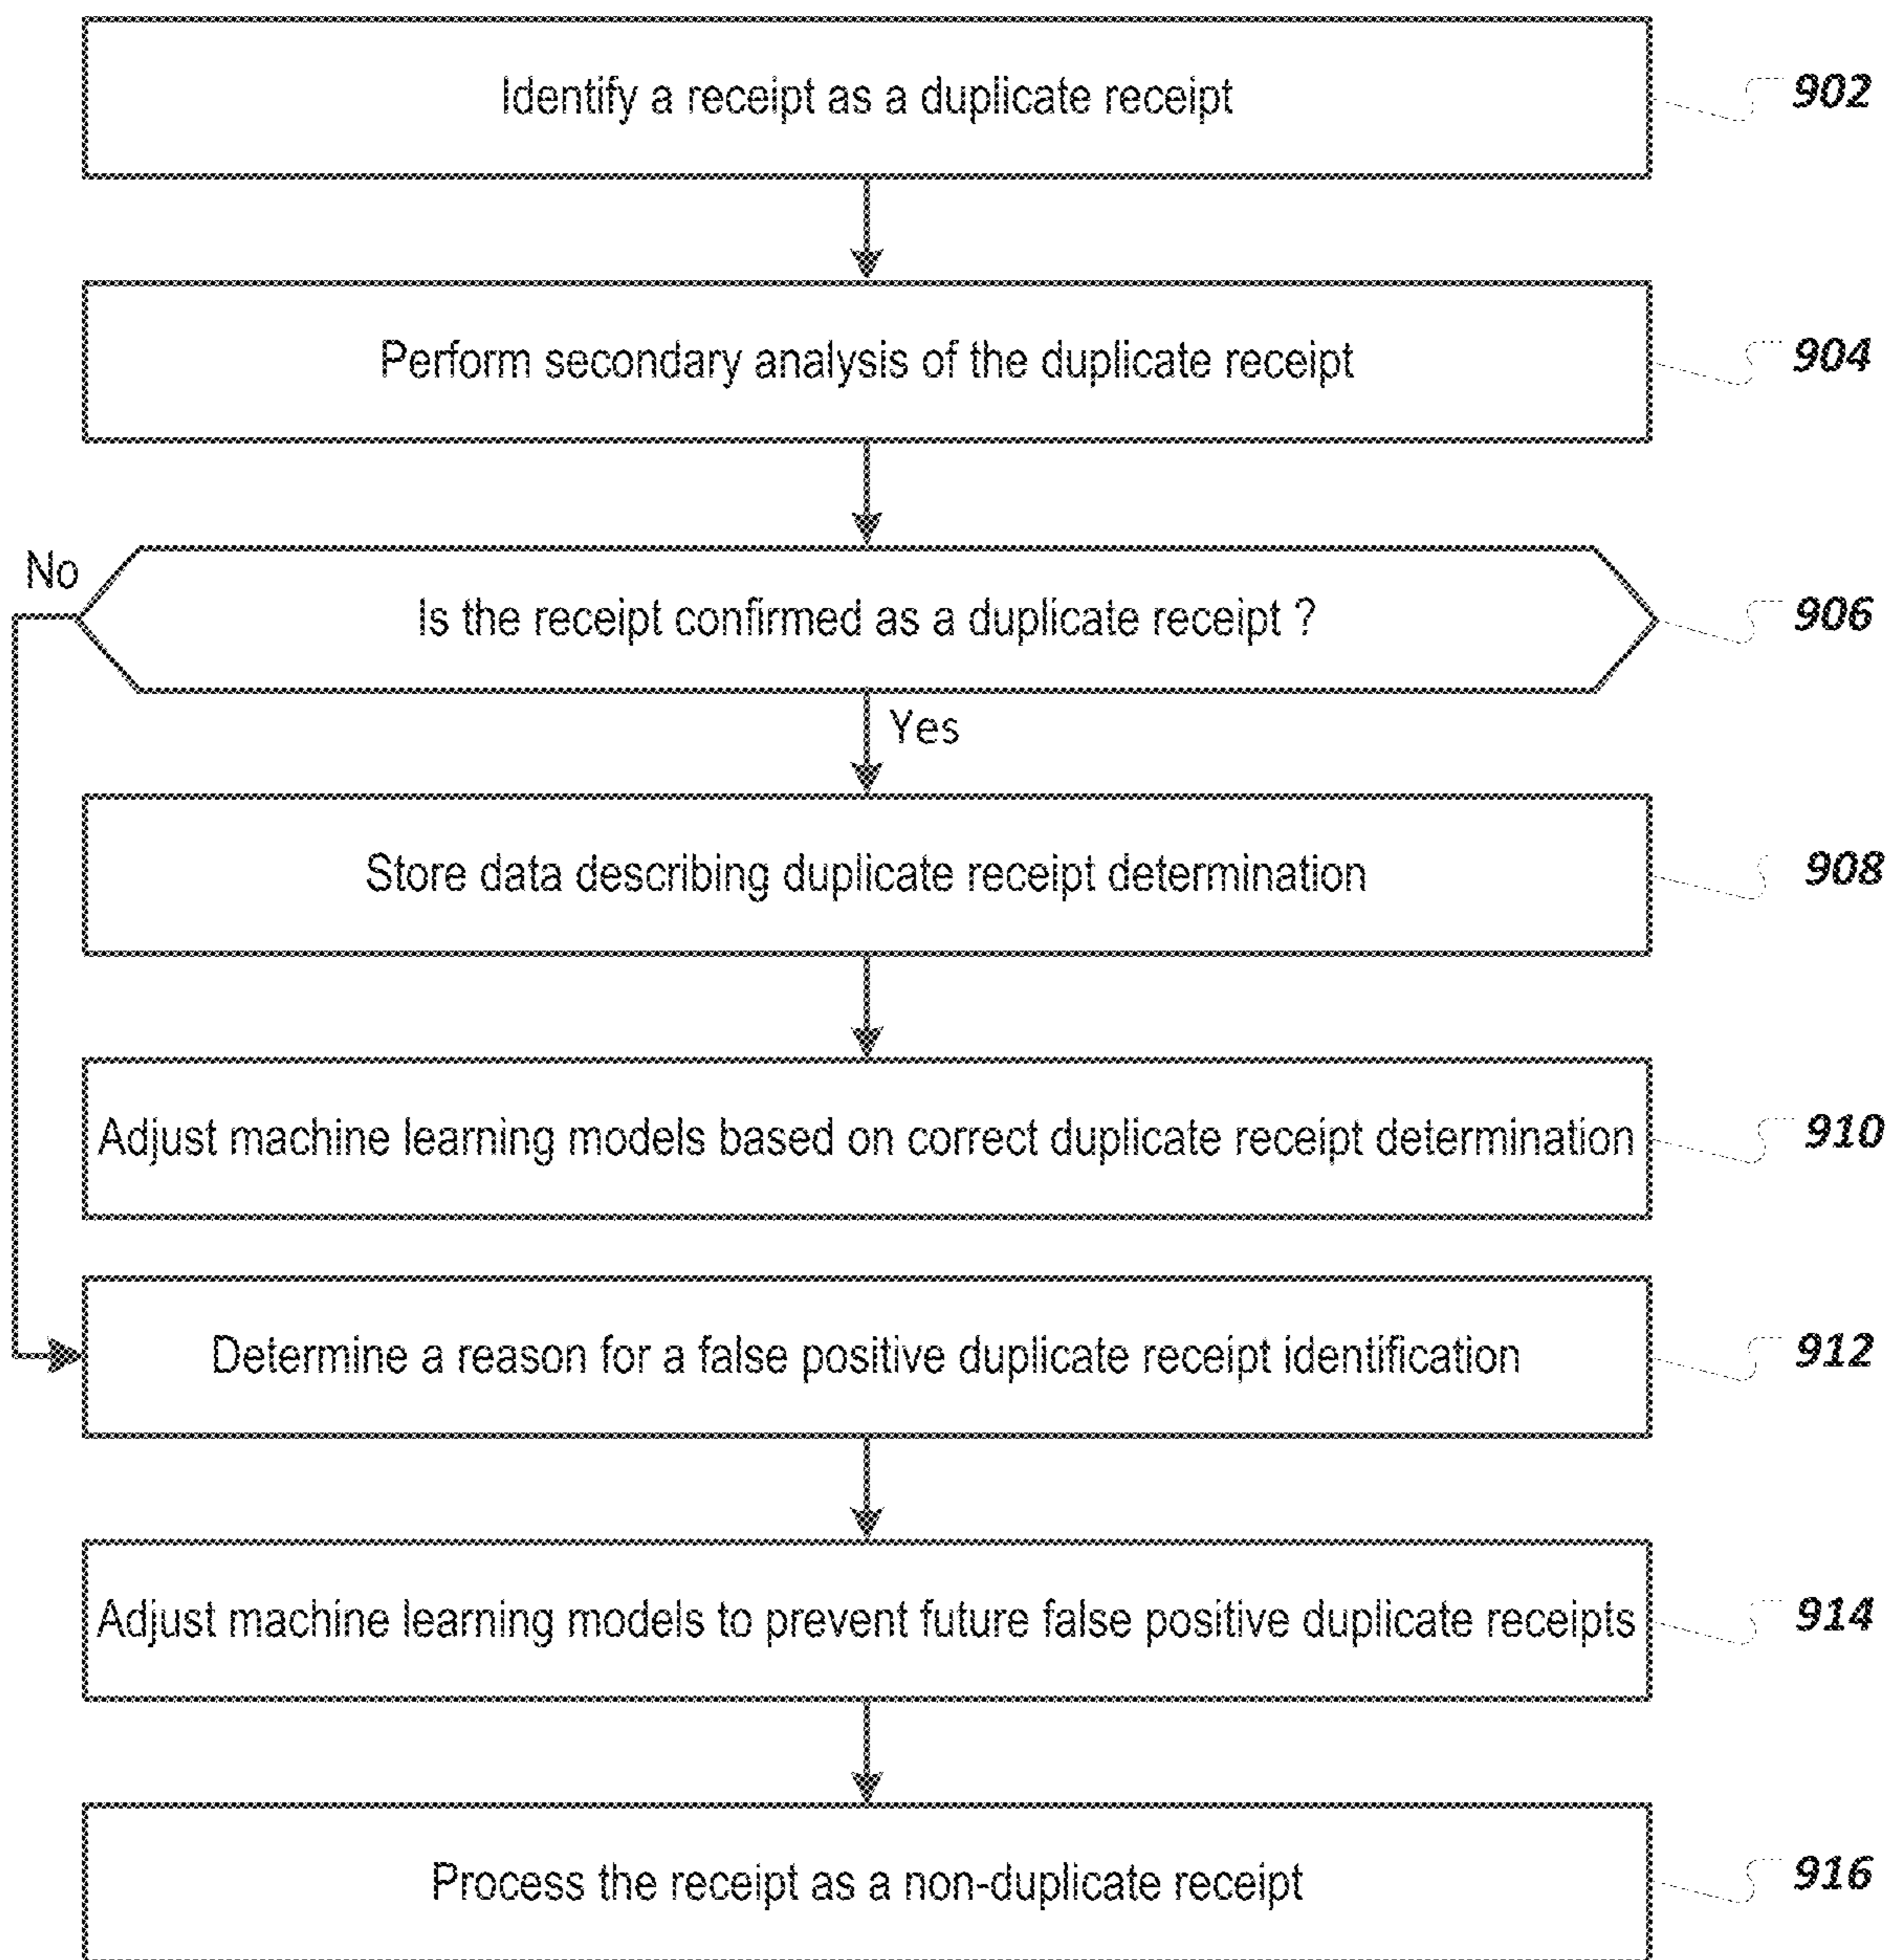 Identify a receipt as a duplicate receipt
902
Perform secondary analysis of the duplicate receipt
904
No
Is the receipt confirmed as a duplicate receipt ?
906
Yes
Store data describing duplicate receipt determination
908
Adjust machine learning models based on correct duplicate receipt determination
910
Determine a reason for a false positive duplicate receipt identification
912
Adjust machine learning models to prevent future false positive duplicate receipts
914
Process the receipt as a non-duplicate receipt
916